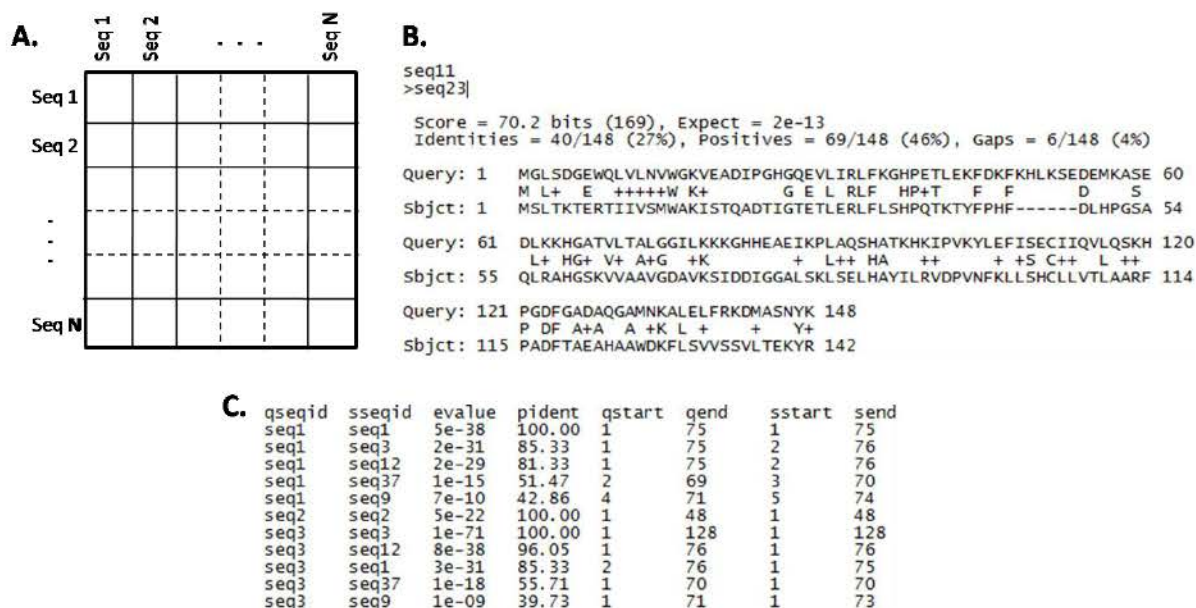 A.
Seq 1
Seq 2
. . .
Seq N
Seq 1
Seq 2
Seq N
B.
seq11
>seq23|
Score = 70.2 bits (169), Expect = 2e-13
Identities = 40/148 (27%), Positives = 69/148 (46%), Gaps = 6/148 (4%)
Query: 1 MGLSDGEWQLVLNVWGKVEADIPGHGQEVLIRLFKGHPETLEKFDKFKHLKSEDEMKASE 60
M L+ E +++++W K+ G E L RLF HP+T F F D S
Sbjct: 1 MSLTKTERTIIVSMWAKISTQADTIGTETLERLFLSHPQTKTYFPHF------DLHPGSA 54
Query: 61 DLKKHGATVLTALGGILKKKGHHEAEIKPLAQSHATKHKIPVKYLEFISECIIQVLQSKH 120
L+ HG+ V+ A+G +K + L++ HA ++ + +S C++ L ++
Sbjct: 55 QLRAHGSKVVAAVGDAVKSIDDIGGALSKLSELHAYILRVDPVNFKLLSHCLLVTLAARF 114
Query: 121 PGDFGADAQGAMNKALELFRKDMASNYK 148
P DF A+A A +K L + + Y+
Sbjct: 115 PADFTAEAHAAWDKFLSVVSSVLTEKYR 142
C.
qseqid sseqid evalue pident qstart qend sstart send
seq1 seq1 5e-38 100.00 1 75 1 75
seq1 seq3 2e-31 85.33 1 75 2 76
seq1 seq12 2e-29 81.33 1 75 2 76
seq1 seq37 1e-15 51.47 2 69 3 70
seq1 seq9 7e-10 42.86 4 71 5 74
seq2 seq2 5e-22 100.00 1 48 1 48
seq3 seq3 1e-71 100.00 1 128 1 128
seq3 seq12 8e-38 96.05 1 76 1 76
seq3 seq1 3e-31 85.33 2 76 1 75
seq3 seq37 1e-18 55.71 1 70 1 70
seq3 seq9 1e-09 39.73 1 71 1 73